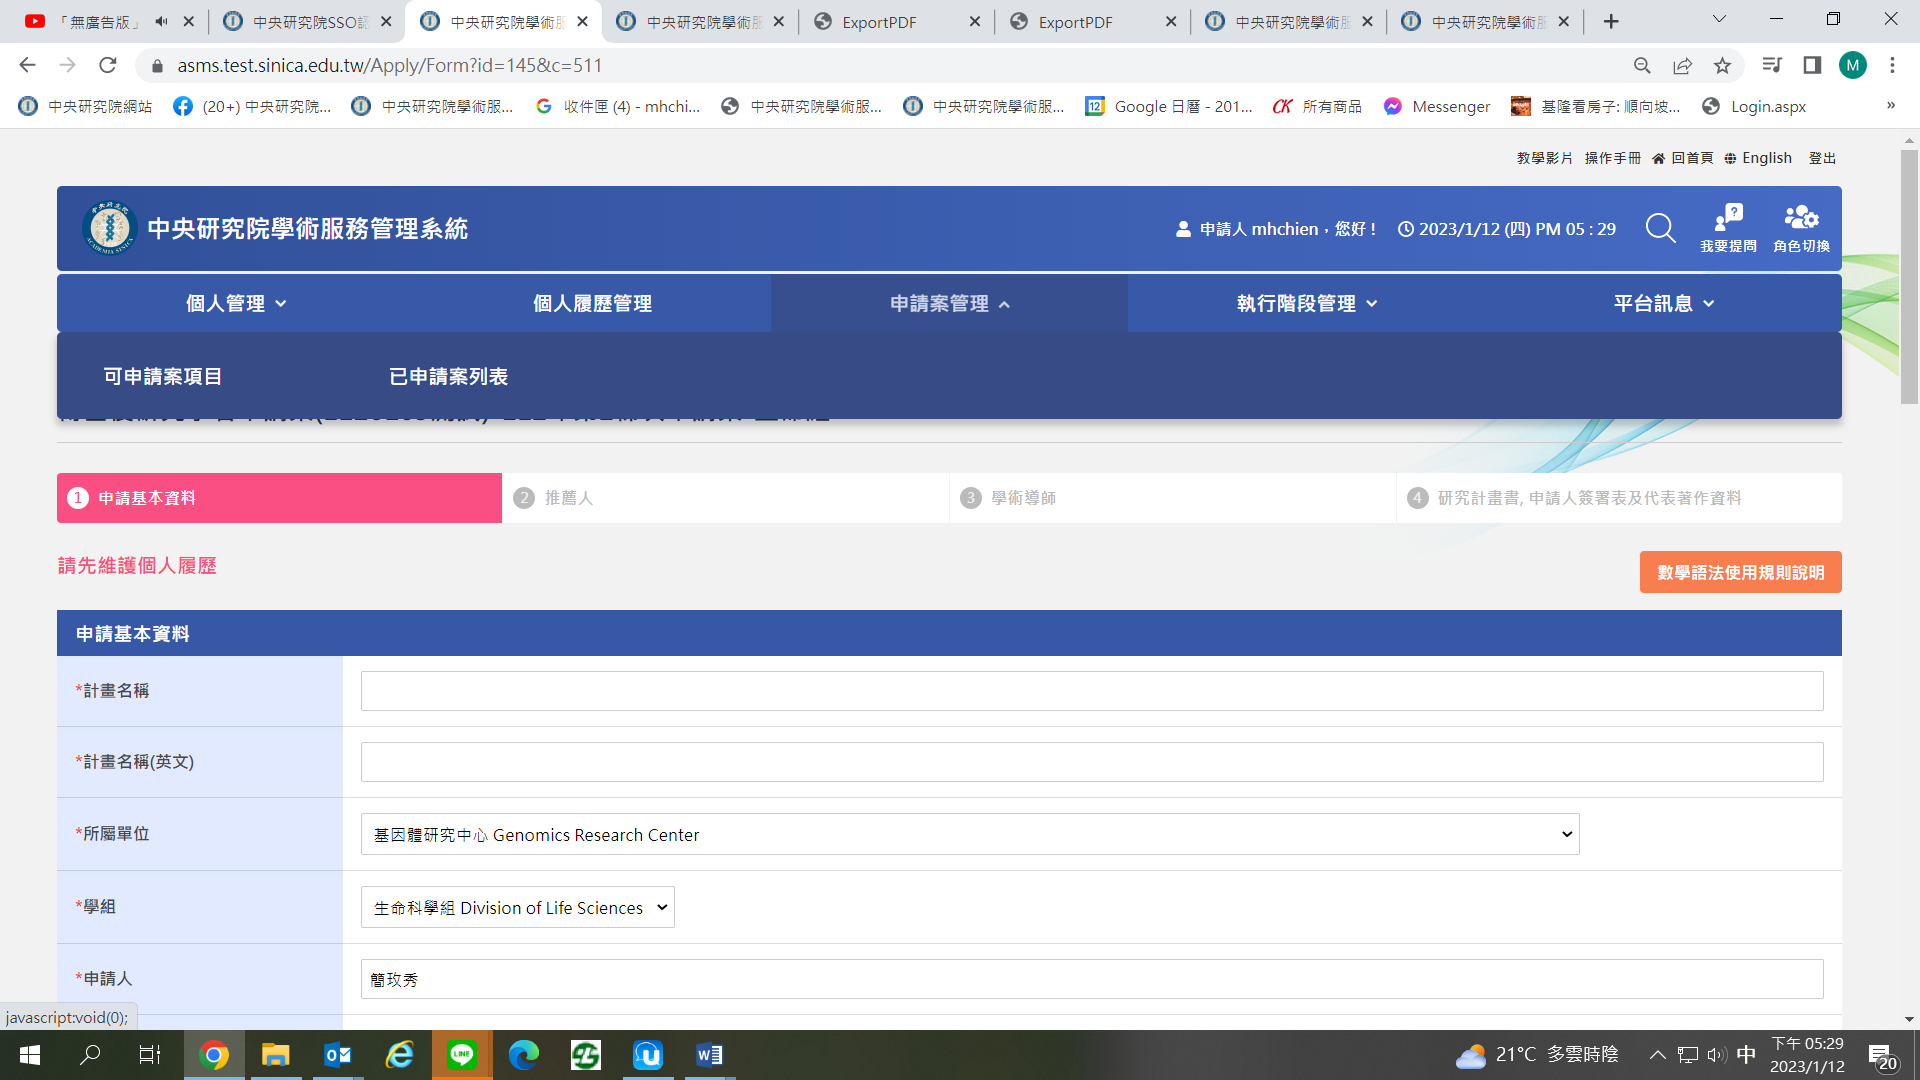 「無廣告版」
中央研究院SSO認
中央研究院學術服
中央研究院學術服
ExportPDF
ExportPDF
中央研究院學術服
中央研究院學術服
asms.test.sinica.edu.tw/Apply/Form?id=145&c=511
M
中央研究院網站
(20+) 中央研究院...
中央研究院學術服...
收件匣 (4) - mhchi...
中央研究院學術服...
中央研究院學術服...
12
Google 日曆 - 201...
CK 所有商品
Messenger
基隆看房子: 順向坡...
Login.aspx
»
教學影片 操作手冊 回首頁 English 登出
中央研究院學術服務管理系統
申請人 mhchien，您好！
2023/1/12 (四) PM 05 : 29
我要提問
角色切換
個人管理
個人履歷管理
申請案管理
執行階段管理
平台訊息
可申請案項目
已申請案列表
1 申請基本資料
2 推薦人
3 學術導師
4 研究計畫書, 申請人簽署表及代表著作資料
請先維護個人履歷
數學語法使用規則說明
申請基本資料
*計畫名稱
*計畫名稱(英文)
*所屬單位
基因體研究中心 Genomics Research Center
*學組
生命科學組 Division of Life Sciences
*申請人
簡玫秀
javascript:void(0);
LINE
21°C 多雲時陰
中
下午 05:29
2023/1/12
20